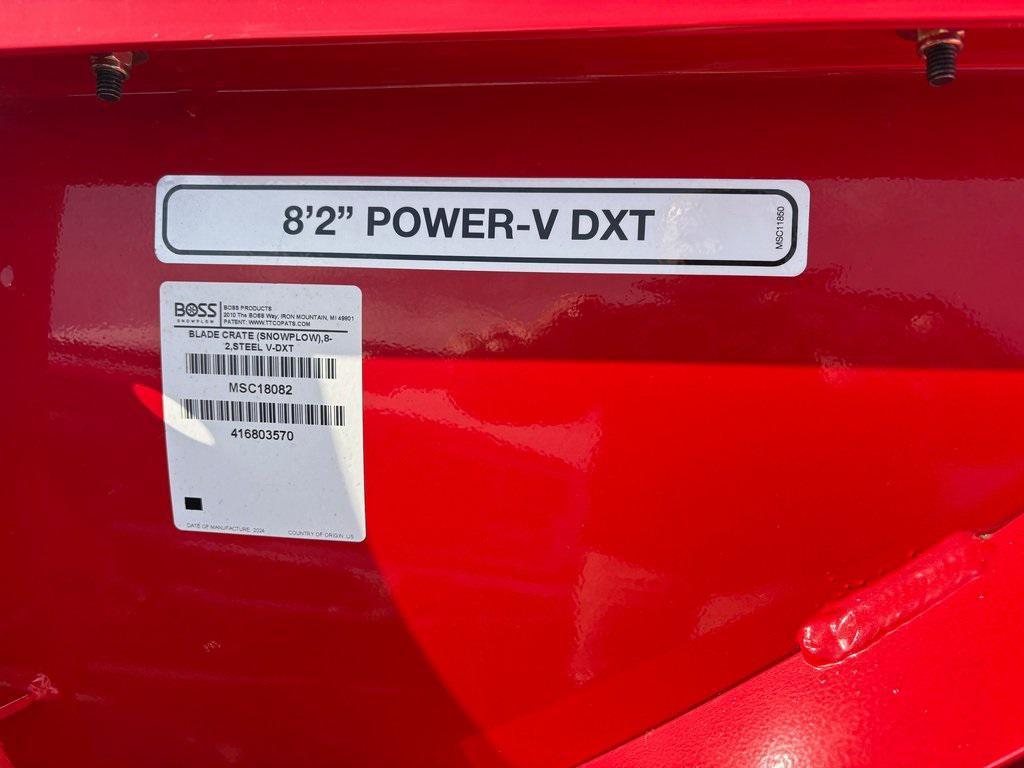 8'2” POWER-V DXT
MSC11850
BOSS
SNOWPLOW
BOSS PRODUCTS
2010 The BOSS Way, IRON MOUNTAIN, MI 49801
PATENT: WWW.TTCOPATS.COM
BLADE CRATE (SNOWPLOW),8-
2,STEEL V-DXT
MSC18082
416803570
DATE OF MANUFACTURE 2024
COUNTRY OF ORIGIN US